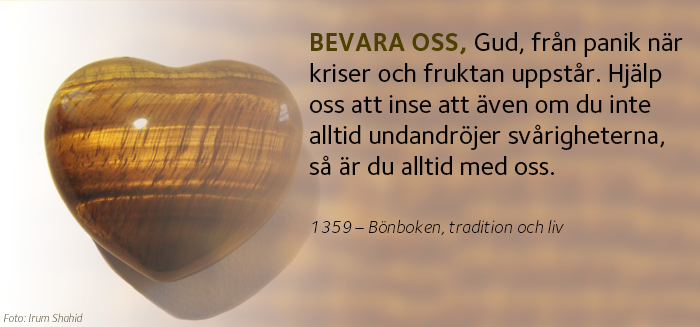 BEVARA OSS, Gud, från panik när
kriser och fruktan uppstår. Hjälp
oss att inse att även om du inte
alltid undandröjer svårigheterna,
så är du alltid med oss.
1359 – Bönboken, tradition och liv
Foto: Irum Shahid